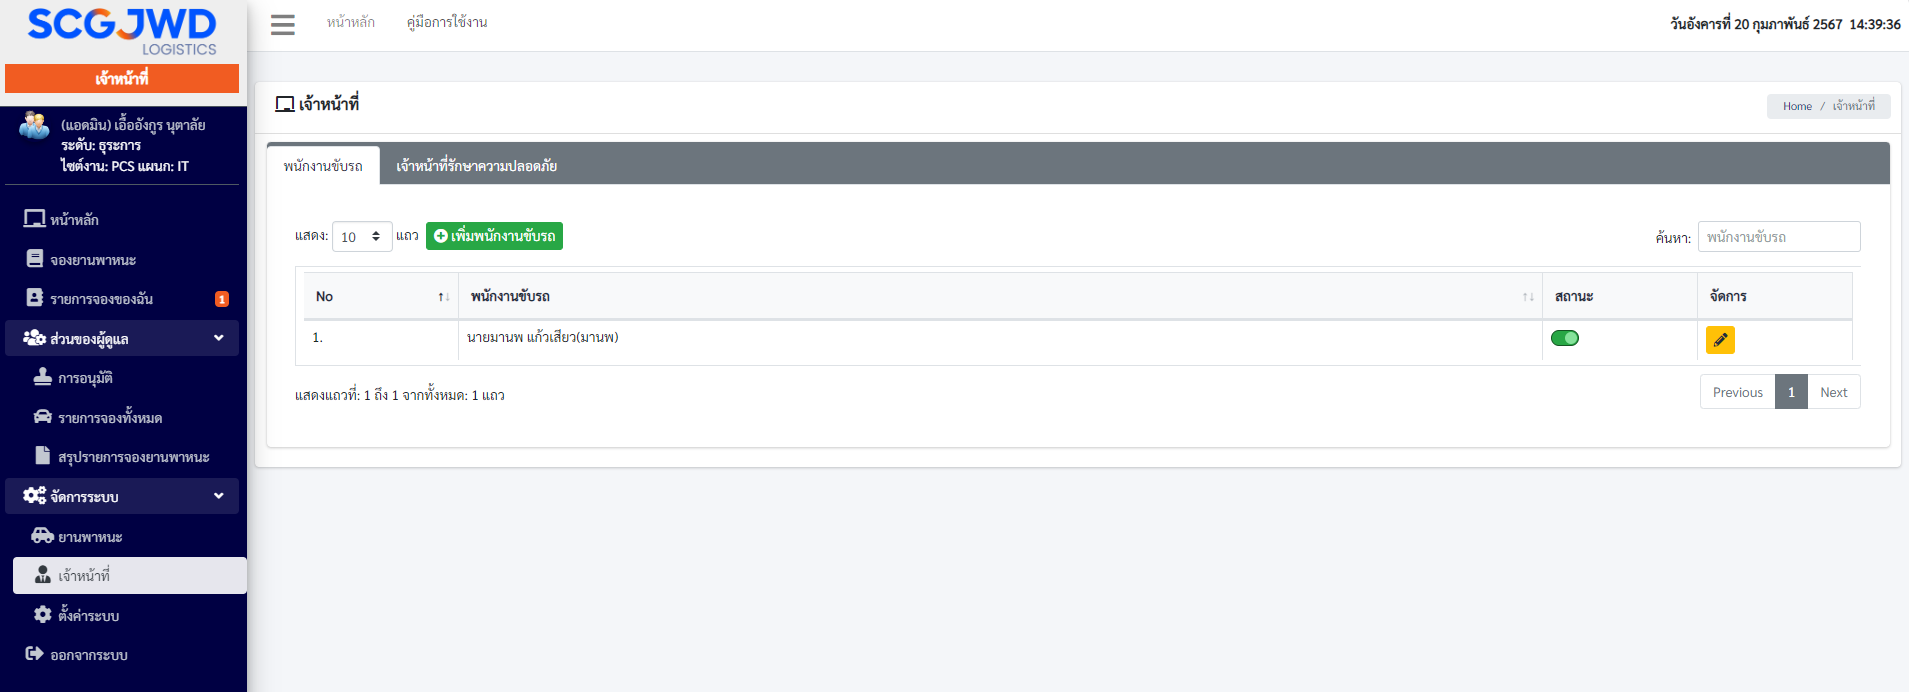 SCGJWD
LOGISTICS
เจ้าหน้าที่
(แอดมิน) เอื้ออังกูร นุตาลัย
ระดับ: ธุระการ
ไซต์งาน: PCS แผนก: IT
หน้าหลัก
จองยานพาหนะ
รายการจองของฉัน 1
ส่วนของผู้ดูแล
การอนุมัติ
รายการจองทั้งหมด
สรุปรายการจองยานพาหนะ
จัดการระบบ
ยานพาหนะ
เจ้าหน้าที่
ตั้งค่าระบบ
ออกจากระบบ
หน้าหลัก คู่มือการใช้งาน วันอังคารที่ 20 กุมภาพันธ์ 2567 14:39:36
เจ้าหน้าที่ Home / เจ้าหน้าที่
พนักงานขับรถ เจ้าหน้าที่รักษาความปลอดภัย
แสดง: 10 แถว เพิ่มพนักงานขับรถ ค้นหา: พนักงานขับรถ
No พนักงานขับรถ สถานะ จัดการ
1. นายมานพ แก้วเสียว(มานพ)
แสดงแถวที่: 1 ถึง 1 จากทั้งหมด: 1 แถว Previous 1 Next